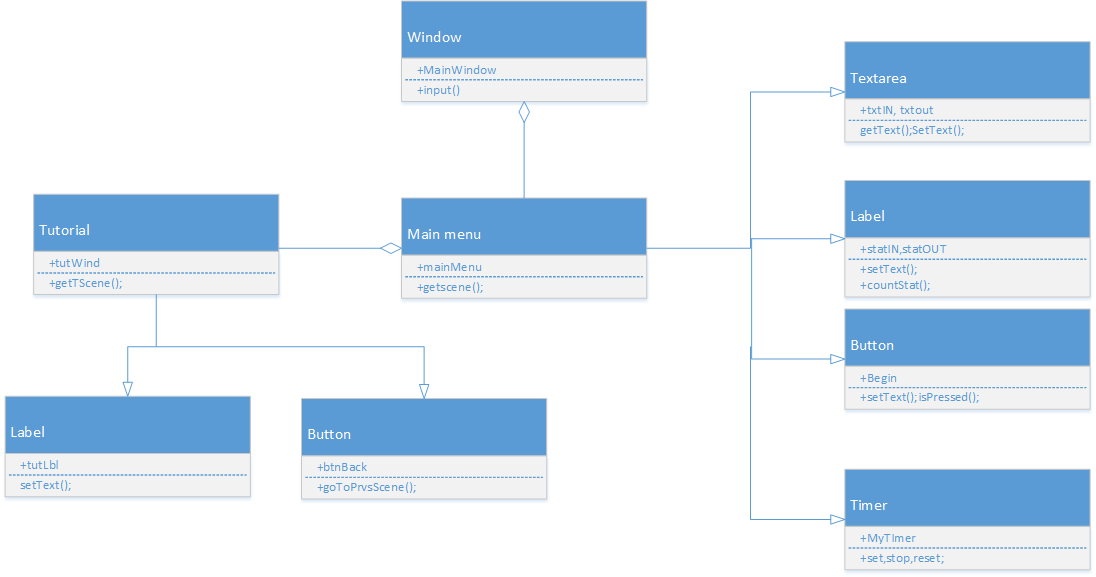 Window
+MainWindow
+input()
Textarea
+txtIN, txtout
getText();SetText();
Tutorial
+tutWind
+getTScene();
Main menu
+mainMenu
+getscene();
Label
+statIN,statOUT
+setText();
+countStat();
Button
+Begin
+setText();isPressed();
Label
+tutLbl
setText();
Button
+btnBack
+goToPrvsScene();
Timer
+MyTImer
+set,stop,reset;